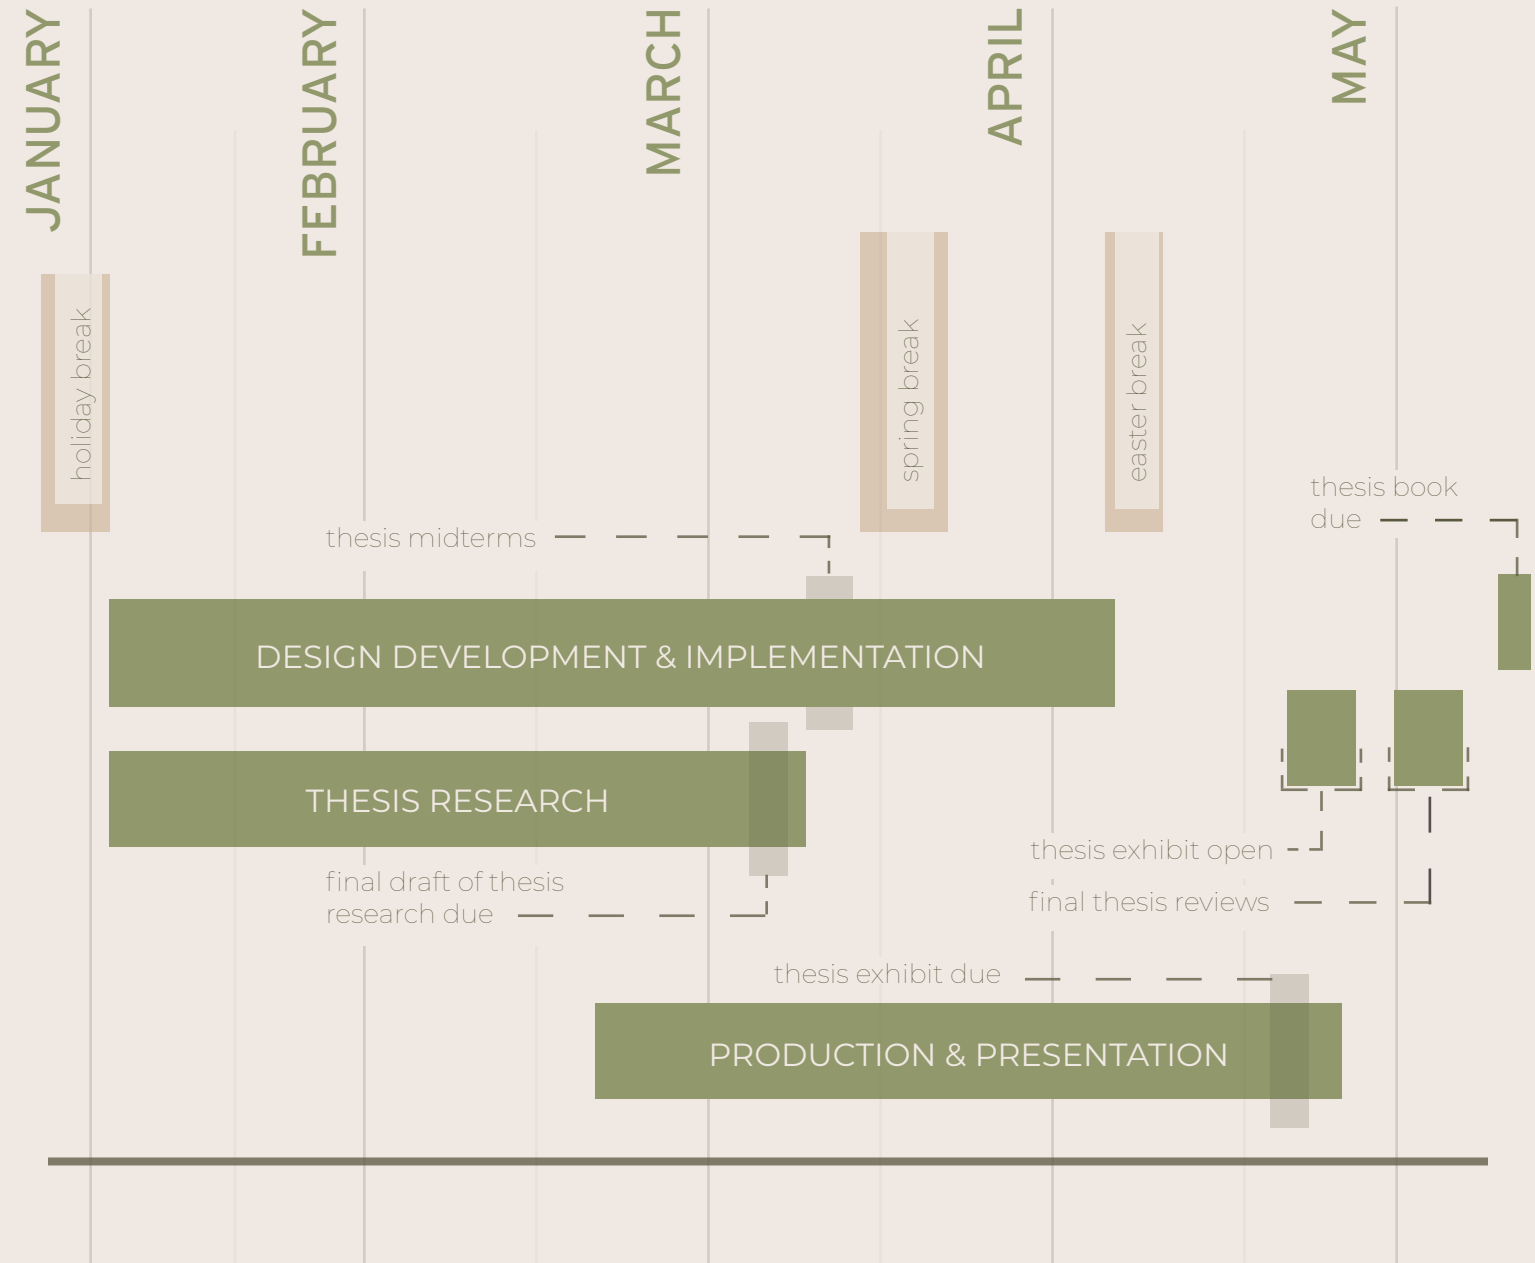 JANUARY
FEBRUARY
MARCH
APRIL
MAY
holiday break
spring break
easter break
thesis book
due
thesis midterms
DESIGN DEVELOPMENT & IMPLEMENTATION
THESIS RESEARCH
thesis exhibit open
final draft of thesis
research due
final thesis reviews
thesis exhibit due
PRODUCTION & PRESENTATION